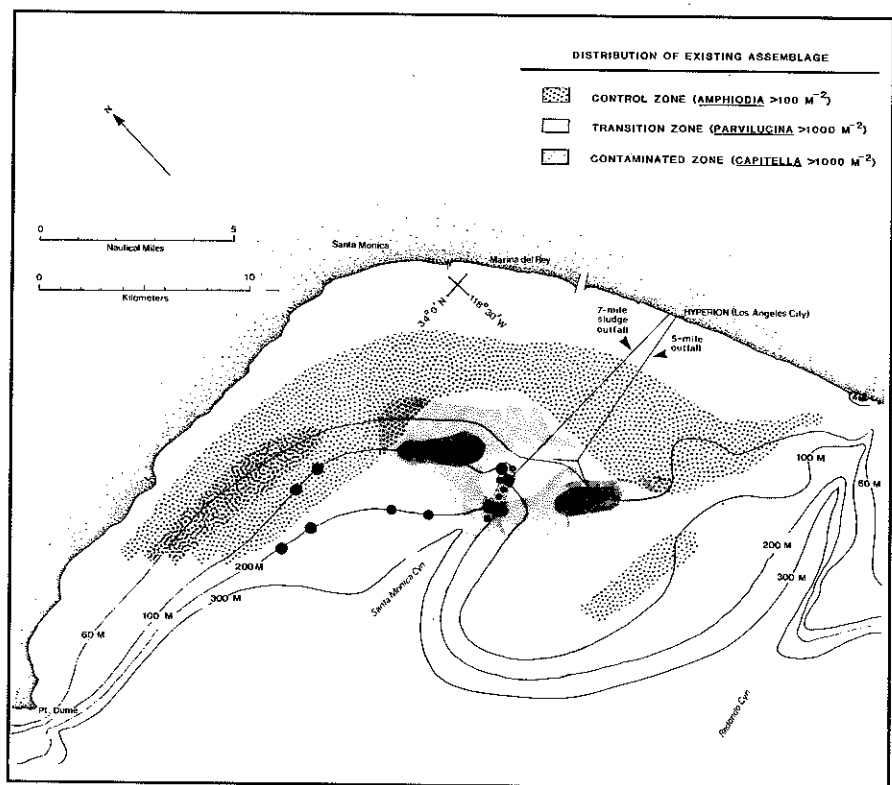 DISTRIBUTION OF EXISTING ASSEMBLAGE
CONTROL ZONE (AMPHIODIA >100 M⁻²)
TRANSITION ZONE (PARVILUCINA >1000 M⁻²)
CONTAMINATED ZONE (CAPITELLA >1000 M⁻²)
N
0 5
Nautical Miles
0 10
Kilometers
Santa Monica
Marina del Rey
34° 0' N
118° 30' W
HYPERION (Los Angeles City)
7-mile
sludge
outfall
5-mile
outfall
100 M
60 M
200 M
300 M
200 M
300 M
100 M
60 M
Santa Monica Cyn
Redondo Cyn
Pt. Dume